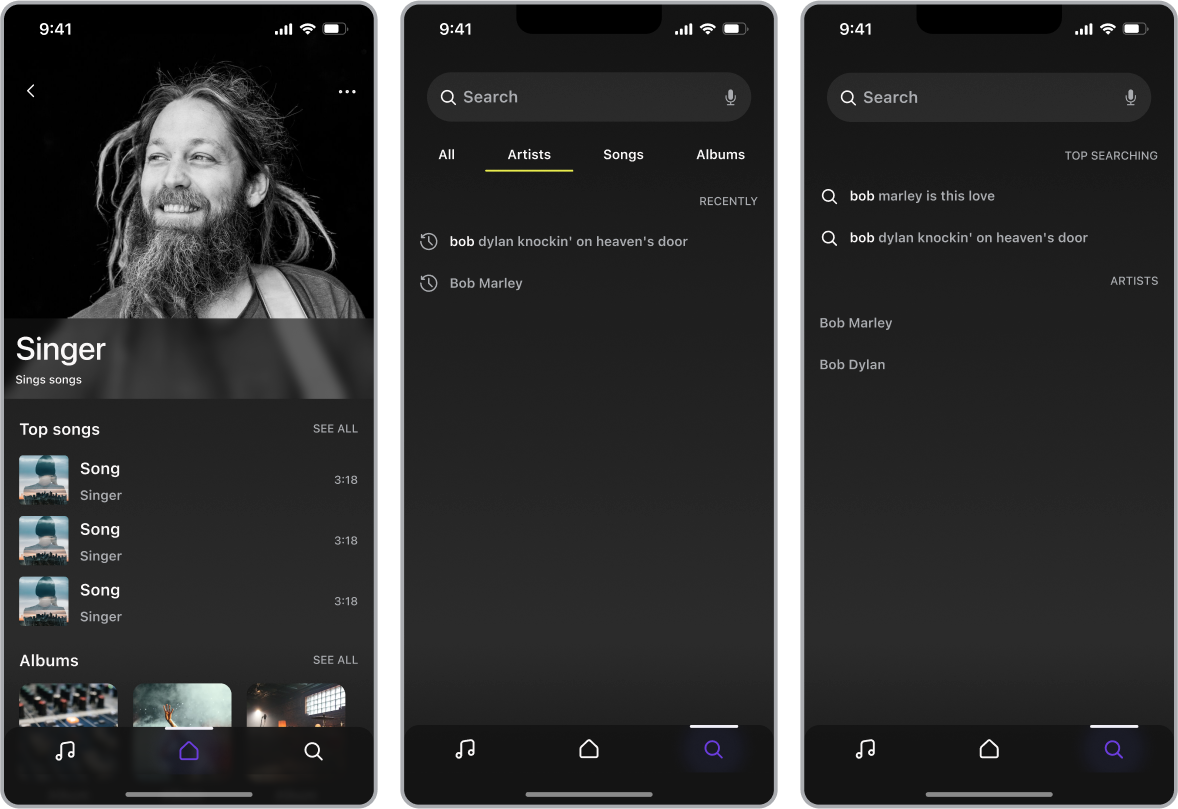 9:41
Singer
Sings songs
Top songs
SEE ALL
Song
Singer
3:18
Song
Singer
3:18
Song
Singer
3:18
Albums
SEE ALL
9:41
Search
All
Artists
Songs
Albums
RECENTLY
bob dylan knockin' on heaven's door
Bob Marley
9:41
Search
TOP SEARCHING
bob marley is this love
bob dylan knockin' on heaven's door
ARTISTS
Bob Marley
Bob Dylan